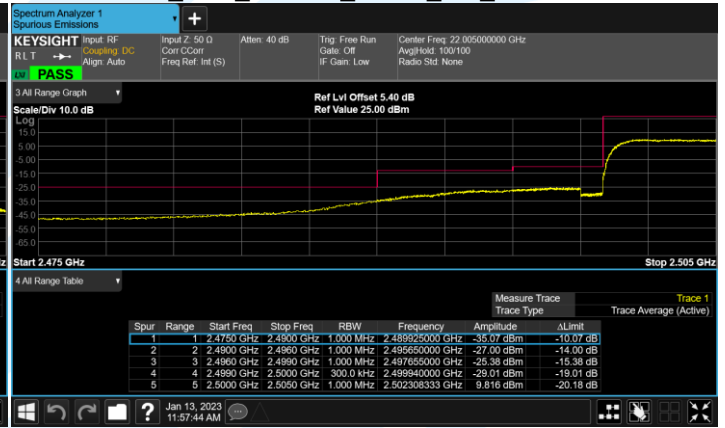 Spectrum Analyzer 1
Spurious Emissions
+
KEYSIGHT Input: RF
R L T Coupling: DC
Align: Auto
Input Z: 50 Ω
Corr CCorr
Freq Ref: Int (S)
Atten: 40 dB
Trig: Free Run
Gate: Off
IF Gain: Low
Center Freq: 22.005000000 GHz
Avg|Hold: 100/100
Radio Std: None
LV PASS
3 All Range Graph
Ref Lvl Offset 5.40 dB
Scale/Div 10.0 dB Ref Value 25.00 dBm
Log
15.0
5.00
-5.00
-15.0
-25.0
-35.0
-45.0
-55.0
-65.0
z Start 2.475 GHz Stop 2.505 GHz
4 All Range Table
Measure Trace Trace 1
Trace Type Trace Average (Active)
Spur Range Start Freq Stop Freq RBW Frequency Amplitude ΔLimit
1 1 2.4750 GHz 2.4900 GHz 1.000 MHz 2.489925000 GHz -35.07 dBm -10.07 dB
2 2 2.4900 GHz 2.4960 GHz 1.000 MHz 2.495650000 GHz -27.00 dBm -14.00 dB
3 3 2.4960 GHz 2.4990 GHz 1.000 MHz 2.497655000 GHz -25.38 dBm -15.38 dB
4 4 2.4990 GHz 2.5000 GHz 300.0 kHz 2.499940000 GHz -29.01 dBm -19.01 dB
5 5 2.5000 GHz 2.5050 GHz 1.000 MHz 2.502308333 GHz 9.816 dBm -20.18 dB
? Jan 13, 2023
11:57:44 AM